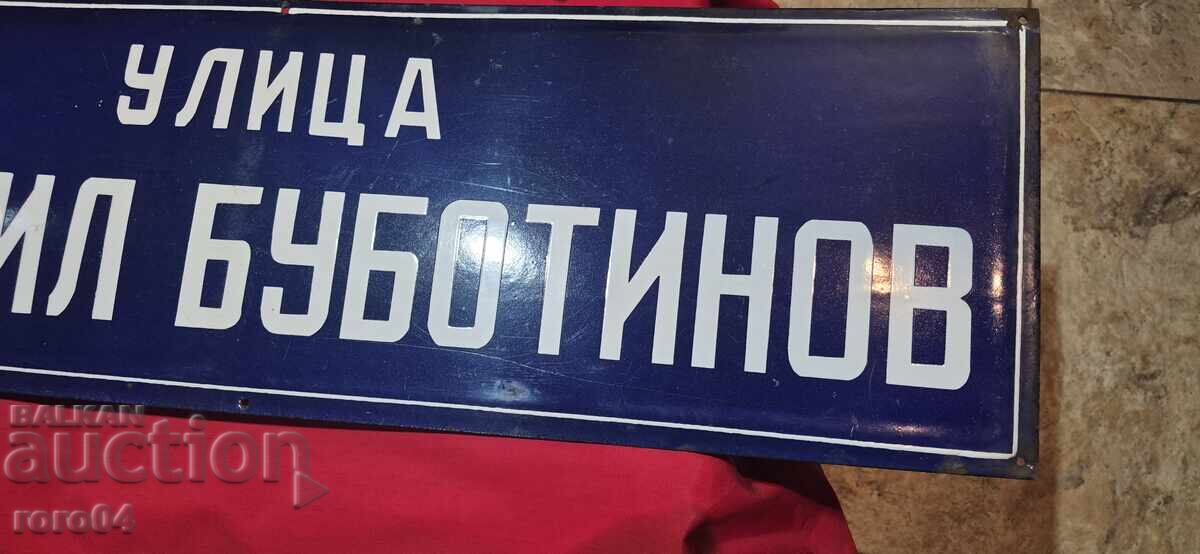 УЛИЦА
ИЛ БУБОТИНОВ
BALKAN
auction
roro04